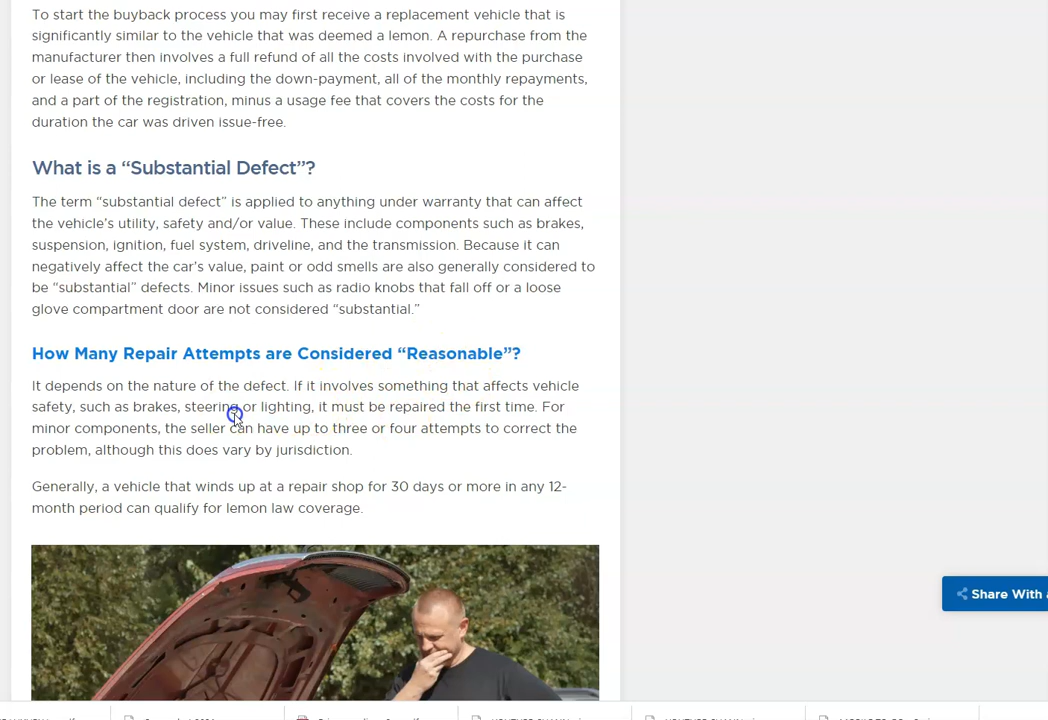 To start the buyback process you may first receive a replacement vehicle that is
significantly similar to the vehicle that was deemed a lemon. A repurchase from the
manufacturer then involves a full refund of all the costs involved with the purchase
or lease of the vehicle, including the down-payment, all of the monthly repayments,
and a part of the registration, minus a usage fee that covers the costs for the
duration the car was driven issue-free.
What is a “Substantial Defect”?
The term “substantial defect” is applied to anything under warranty that can affect
the vehicle’s utility, safety and/or value. These include components such as brakes,
suspension, ignition, fuel system, driveline, and the transmission. Because it can
negatively affect the car’s value, paint or odd smells are also generally considered to
be “substantial” defects. Minor issues such as radio knobs that fall off or a loose
glove compartment door are not considered “substantial.”
How Many Repair Attempts are Considered “Reasonable”?
It depends on the nature of the defect. If it involves something that affects vehicle
safety, such as brakes, steering or lighting, it must be repaired the first time. For
minor components, the seller can have up to three or four attempts to correct the
problem, although this does vary by jurisdiction.
Generally, a vehicle that winds up at a repair shop for 30 days or more in any 12-
month period can qualify for lemon law coverage.
Share With a